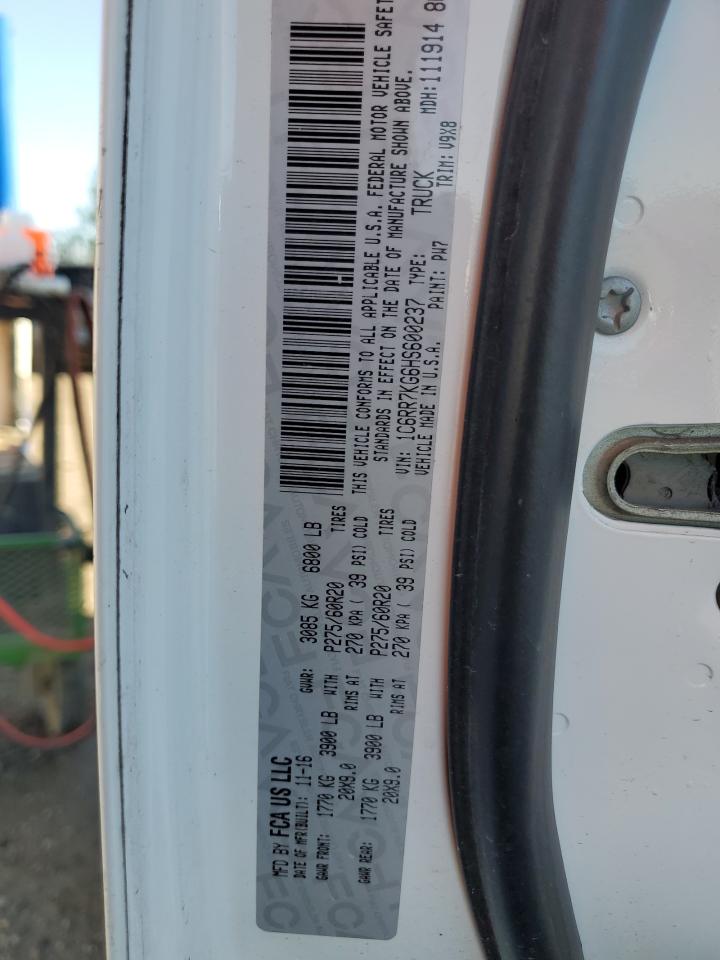 MFD BY FCA US LLC
DATE OF MFR(BUILT): 11-16 GVWR: 3085 KG 6800 LB
GAWR FRONT: 1770 KG 3900 LB WITH P275/60R20 TIRES
20X9.0 RIMS AT 270 KPA ( 39 PSI) COLD
GAWR REAR: 1770 KG 3900 LB WITH P275/60R20 TIRES
20X9.0 RIMS AT 270 KPA ( 39 PSI) COLD
THIS VEHICLE CONFORMS TO ALL APPLICABLE U.S.A. FEDERAL MOTOR VEHICLE SAFET
STANDARDS IN EFFECT ON THE DATE OF MANUFACTURE SHOWN ABOVE.
VIN: 1C6RR7KG6HS600237 TYPE: TRUCK MDH: 111914
VEHICLE MADE IN U.S.A. PAINT: PW7 TRIM: V9X8